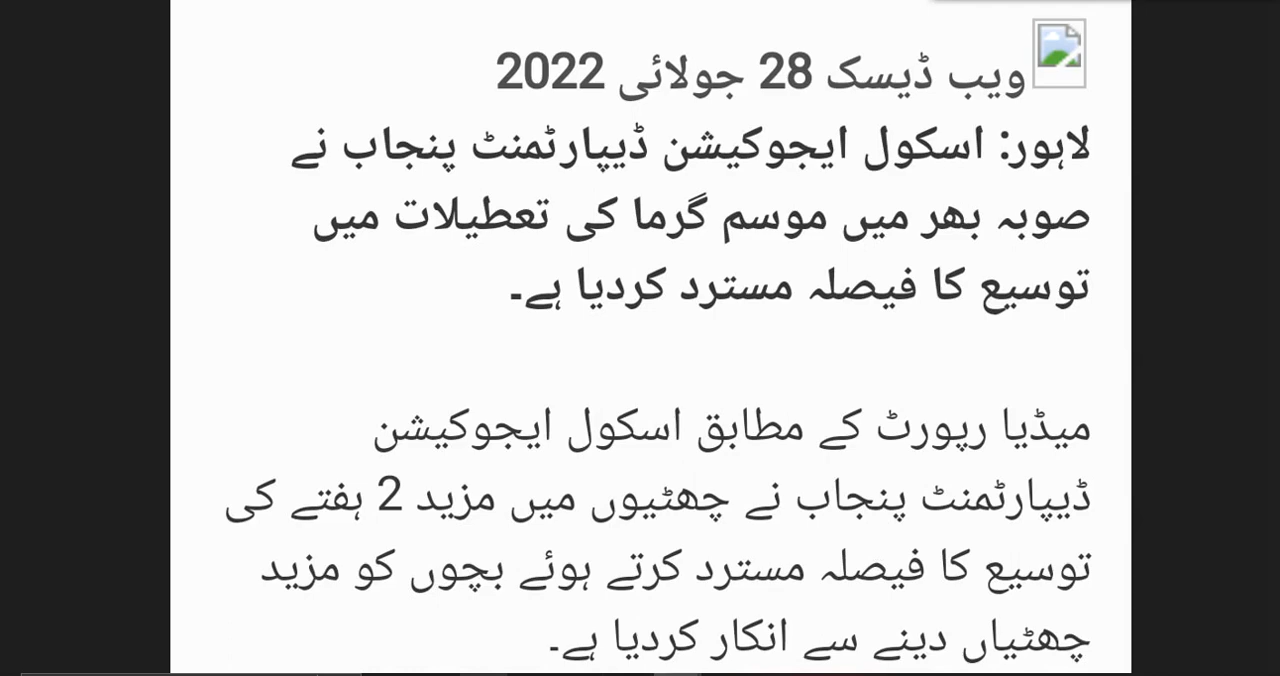 ویب ڈیسک 28 جولائی 2022
لاہور: اسکول ایجوکیشن ڈیپارٹمنٹ پنجاب نے
صوبہ بھر میں موسم گرما کی تعطیلات میں
توسیع کا فیصلہ مسترد کردیا ہے۔
میڈیا رپورٹ کے مطابق اسکول ایجوکیشن
ڈیپارٹمنٹ پنجاب نے چھٹیوں میں مزید 2 ہفتے کی
توسیع کا فیصلہ مسترد کرتے ہوئے بچوں کو مزید
چھٹیاں دینے سے انکار کردیا ہے۔